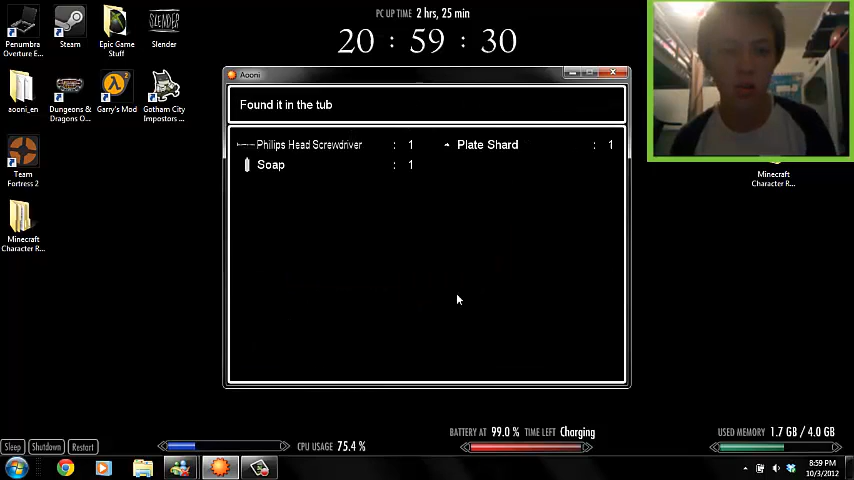 PC UP TIME 2 hrs, 25 min
20 : 59 : 30
Penumbra
Overture E...
Steam
Epic Game
Stuff
SLENDER
Slender
aooni_en
Dungeons &
Dragons O...
Garry's Mod
Gotham City
Impostors ...
Team
Fortress 2
Minecraft
Character R...
Minecraft
Character R...
Aooni
Found it in the tub
Philips Head Screwdriver : 1
Plate Shard : 1
Soap : 1
Sleep
Shutdown
Restart
CPU USAGE 75.4 %
BATTERY AT 99.0 % TIME LEFT Charging
USED MEMORY 1.7 GB / 4.0 GB
8:59 PM
10/3/2012